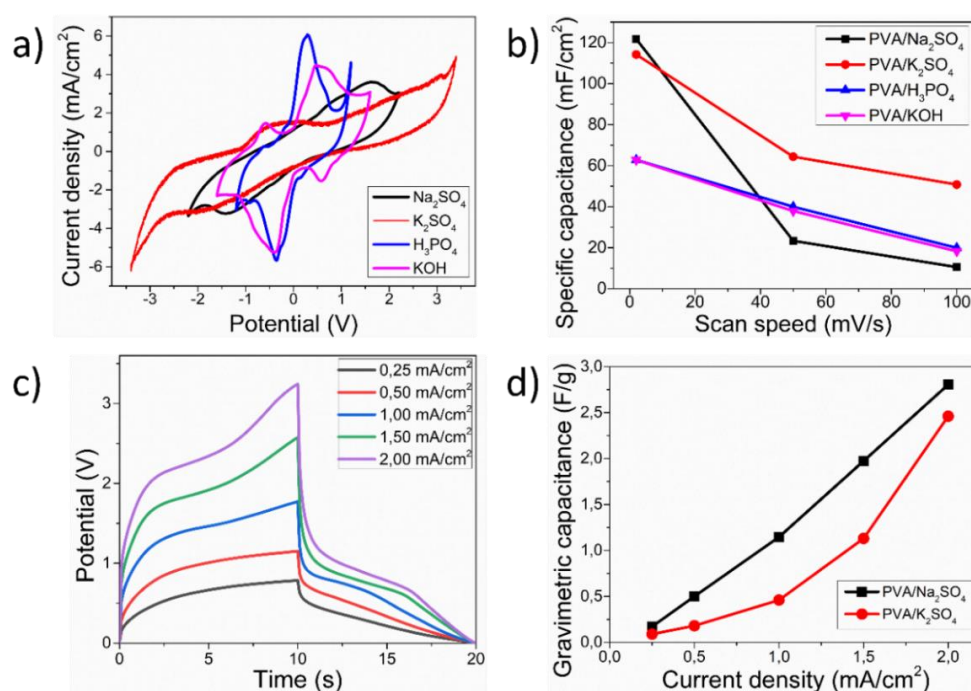 a)
Current density (mA/cm²)
6
4
2
0
-2
-4
-6
-3 -2 -1 0 1 2 3
Potential (V)
Na₂SO₄
K₂SO₄
H₃PO₄
KOH
b)
Specific capacitance (mF/cm²)
120
100
80
60
40
20
0
0 20 40 60 80 100
Scan speed (mV/s)
PVA/Na₂SO₄
PVA/K₂SO₄
PVA/H₃PO₄
PVA/KOH
c)
Potential (V)
3
2
1
0
0 5 10 15 20
Time (s)
0,25 mA/cm²
0,50 mA/cm²
1,00 mA/cm²
1,50 mA/cm²
2,00 mA/cm²
d)
Gravimetric capacitance (F/g)
3,0
2,5
2,0
1,5
1,0
0,5
0,0
0,5 1,0 1,5 2,0
Current density (mA/cm²)
PVA/Na₂SO₄
PVA/K₂SO₄